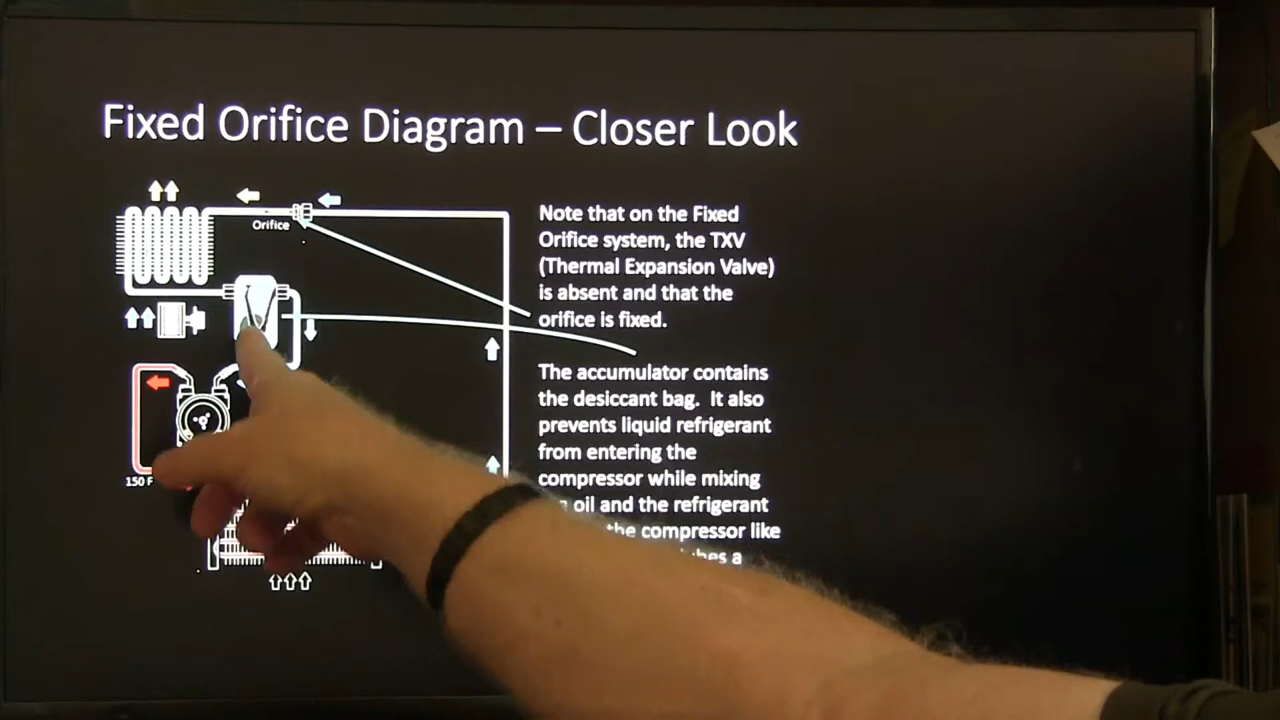 Fixed Orifice Diagram – Closer Look
Orifice
150 F
Note that on the Fixed
Orifice system, the TXV
(Thermal Expansion Valve)
is absent and that the
orifice is fixed.
The accumulator contains
the desiccant bag. It also
prevents liquid refrigerant
from entering the
compressor while mixing
oil and the refrigerant
the compressor like
a